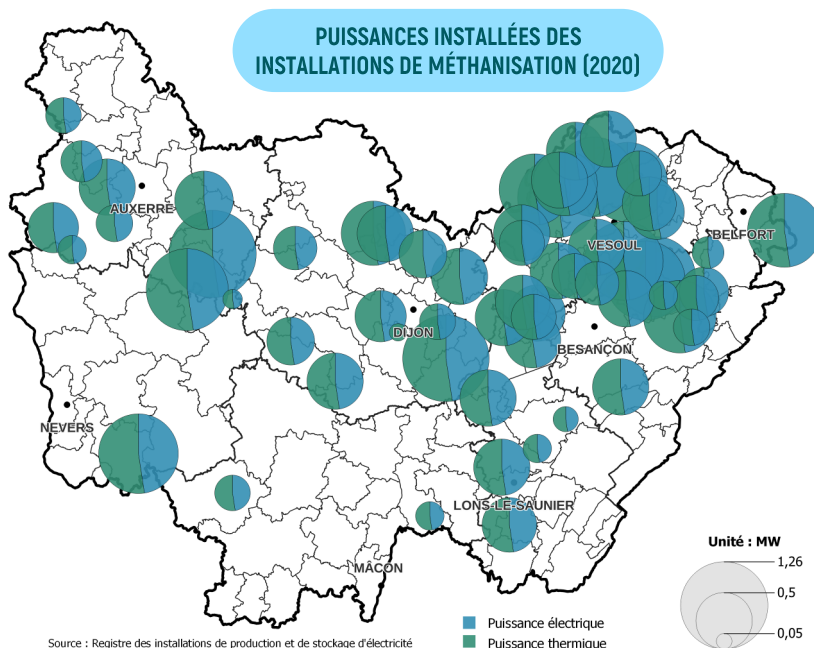 PUISSANCES INSTALLÉES DES
INSTALLATIONS DE MÉTHANISATION (2020)
AUXERRE
VESOUL
BELFORT
DIJON
BESANÇON
NEVERS
LONS-LE-SAUNIER
MÂCON
Unité : MW
1,26
0,5
0,05
Puissance électrique
Puissance thermique
Source : Registre des installations de production et de stockage d'électricité